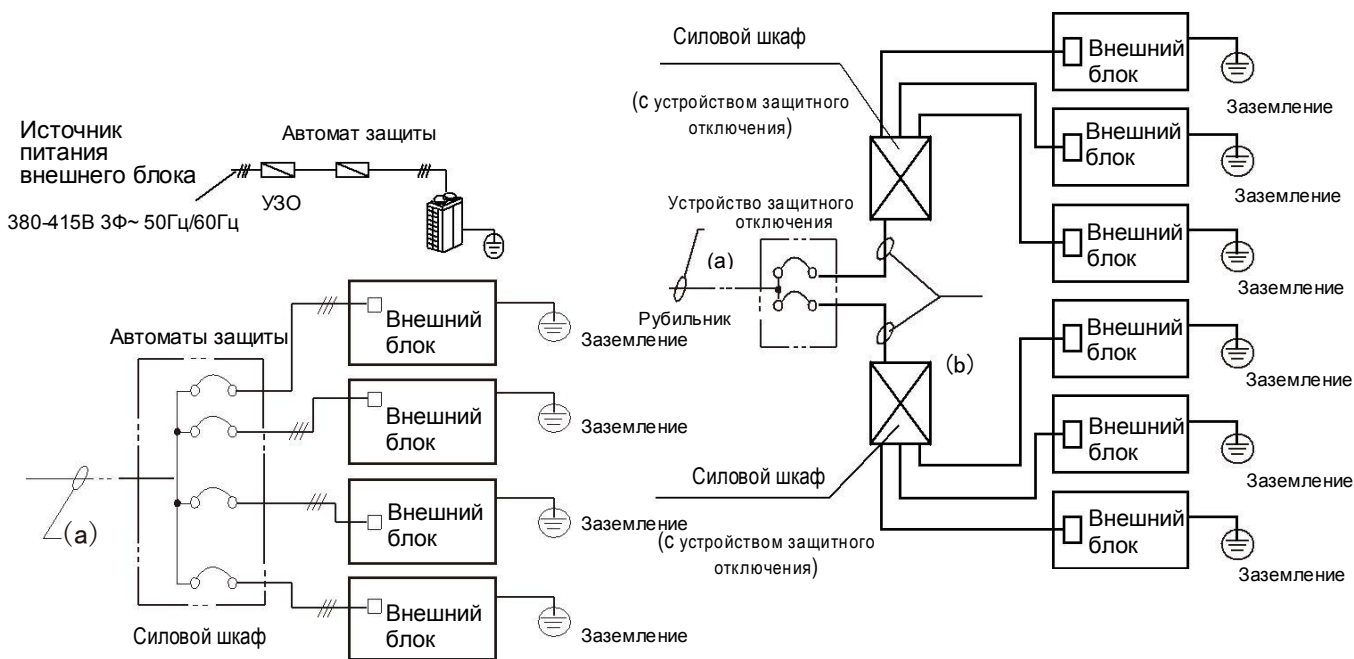 Источник
питания
внешнего блока
380-415В 3Ф~ 50Гц/60Гц
Автомат защиты
УЗО
Автоматы защиты
(a)
Силовой шкаф
Внешний
блок
Заземление
Внешний
блок
Заземление
Внешний
блок
Заземление
Внешний
блок
Заземление
Силовой шкаф
(С устройством защитного
отключения)
Устройство защитного
отключения
(a)
Рубильник
(b)
Силовой шкаф
(С устройством защитного
отключения)
Внешний
блок
Заземление
Внешний
блок
Заземление
Внешний
блок
Заземление
Внешний
блок
Заземление
Внешний
блок
Заземление
Внешний
блок
Заземление